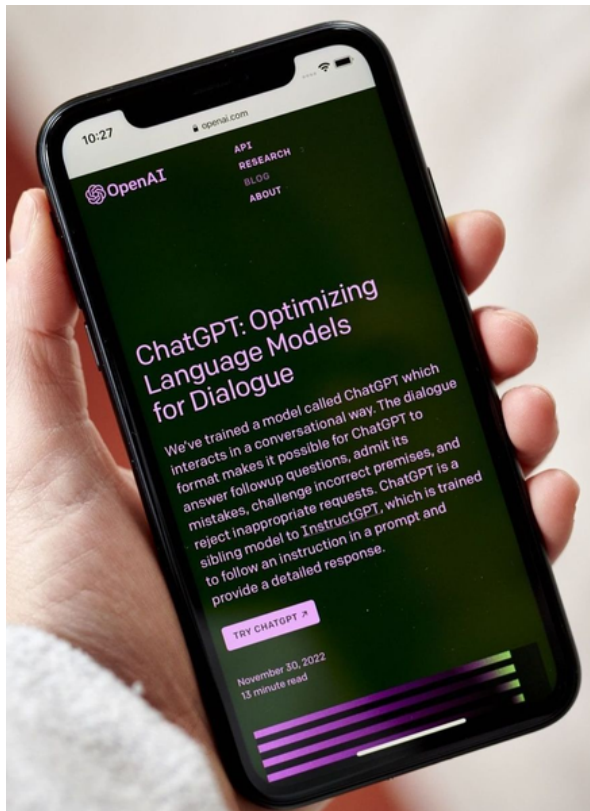 10:27
openai.com
OpenAI
API
RESEARCH
BLOG
ABOUT
ChatGPT: Optimizing
Language Models
for Dialogue
We've trained a model called ChatGPT which
interacts in a conversational way. The dialogue
format makes it possible for ChatGPT to
answer followup questions, admit its
mistakes, challenge incorrect premises, and
reject inappropriate requests. ChatGPT is a
sibling model to InstructGPT, which is trained
to follow an instruction in a prompt and
provide a detailed response.
TRY CHATGPT ↗
November 30, 2022
13 minute read